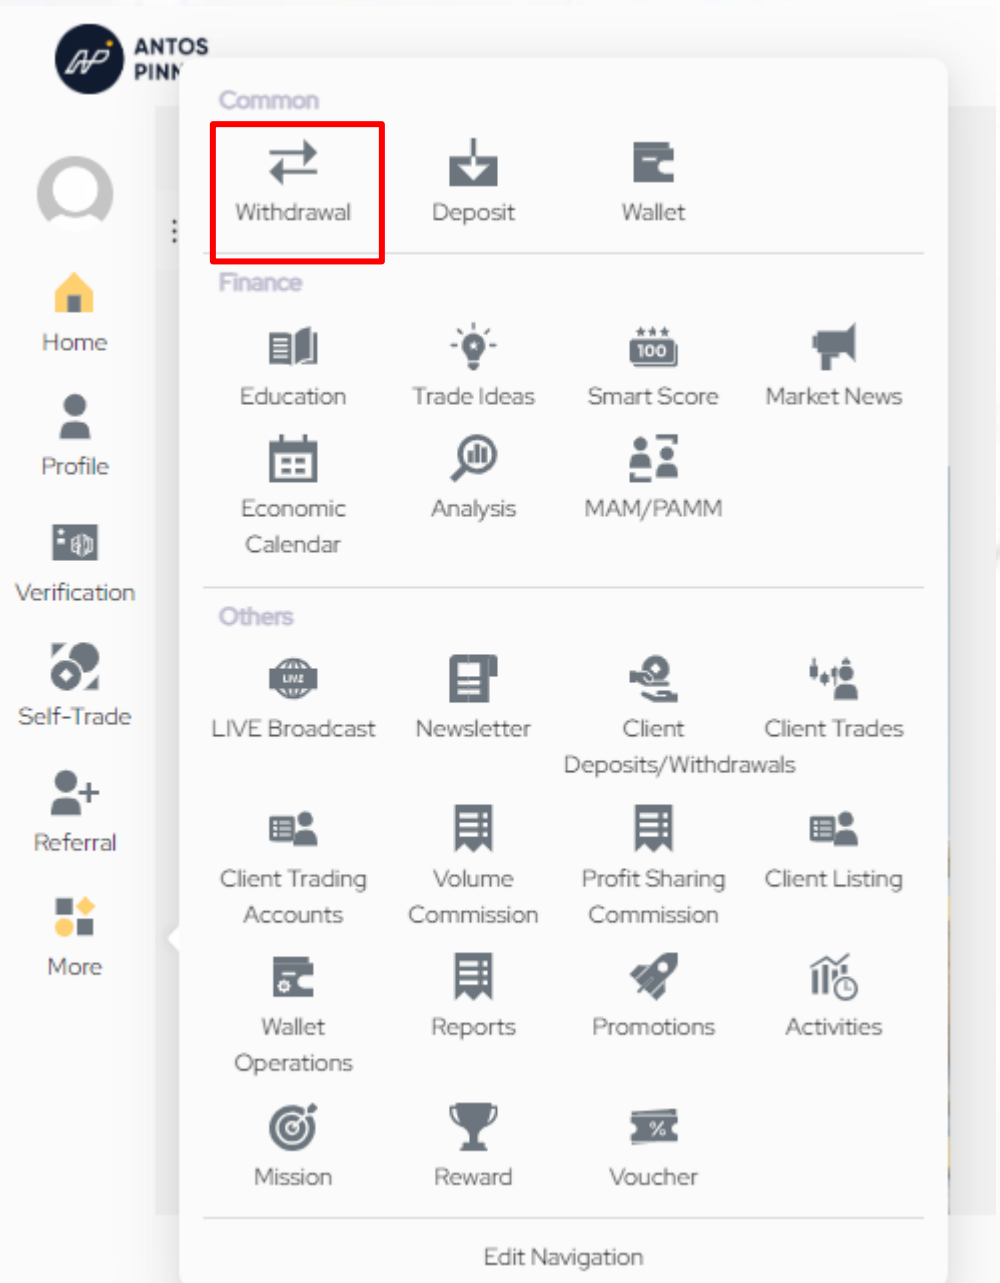 ANTOS
Common
Withdrawal
Deposit
Wallet
Home
Profile
Verification
Self-Trade
Referral
More
Finance
Education
Trade Ideas
100
Smart Score
Market News
Economic
Calendar
Analysis
MAM/PAMM
Others
LIVE
LIVE Broadcast
Newsletter
Client
Deposits/Withdrawals
Client Trades
Client Trading
Accounts
Volume
Commission
Profit Sharing
Commission
Client Listing
Wallet
Operations
Reports
Promotions
Activities
Mission
Reward
%
Voucher
Edit Navigation